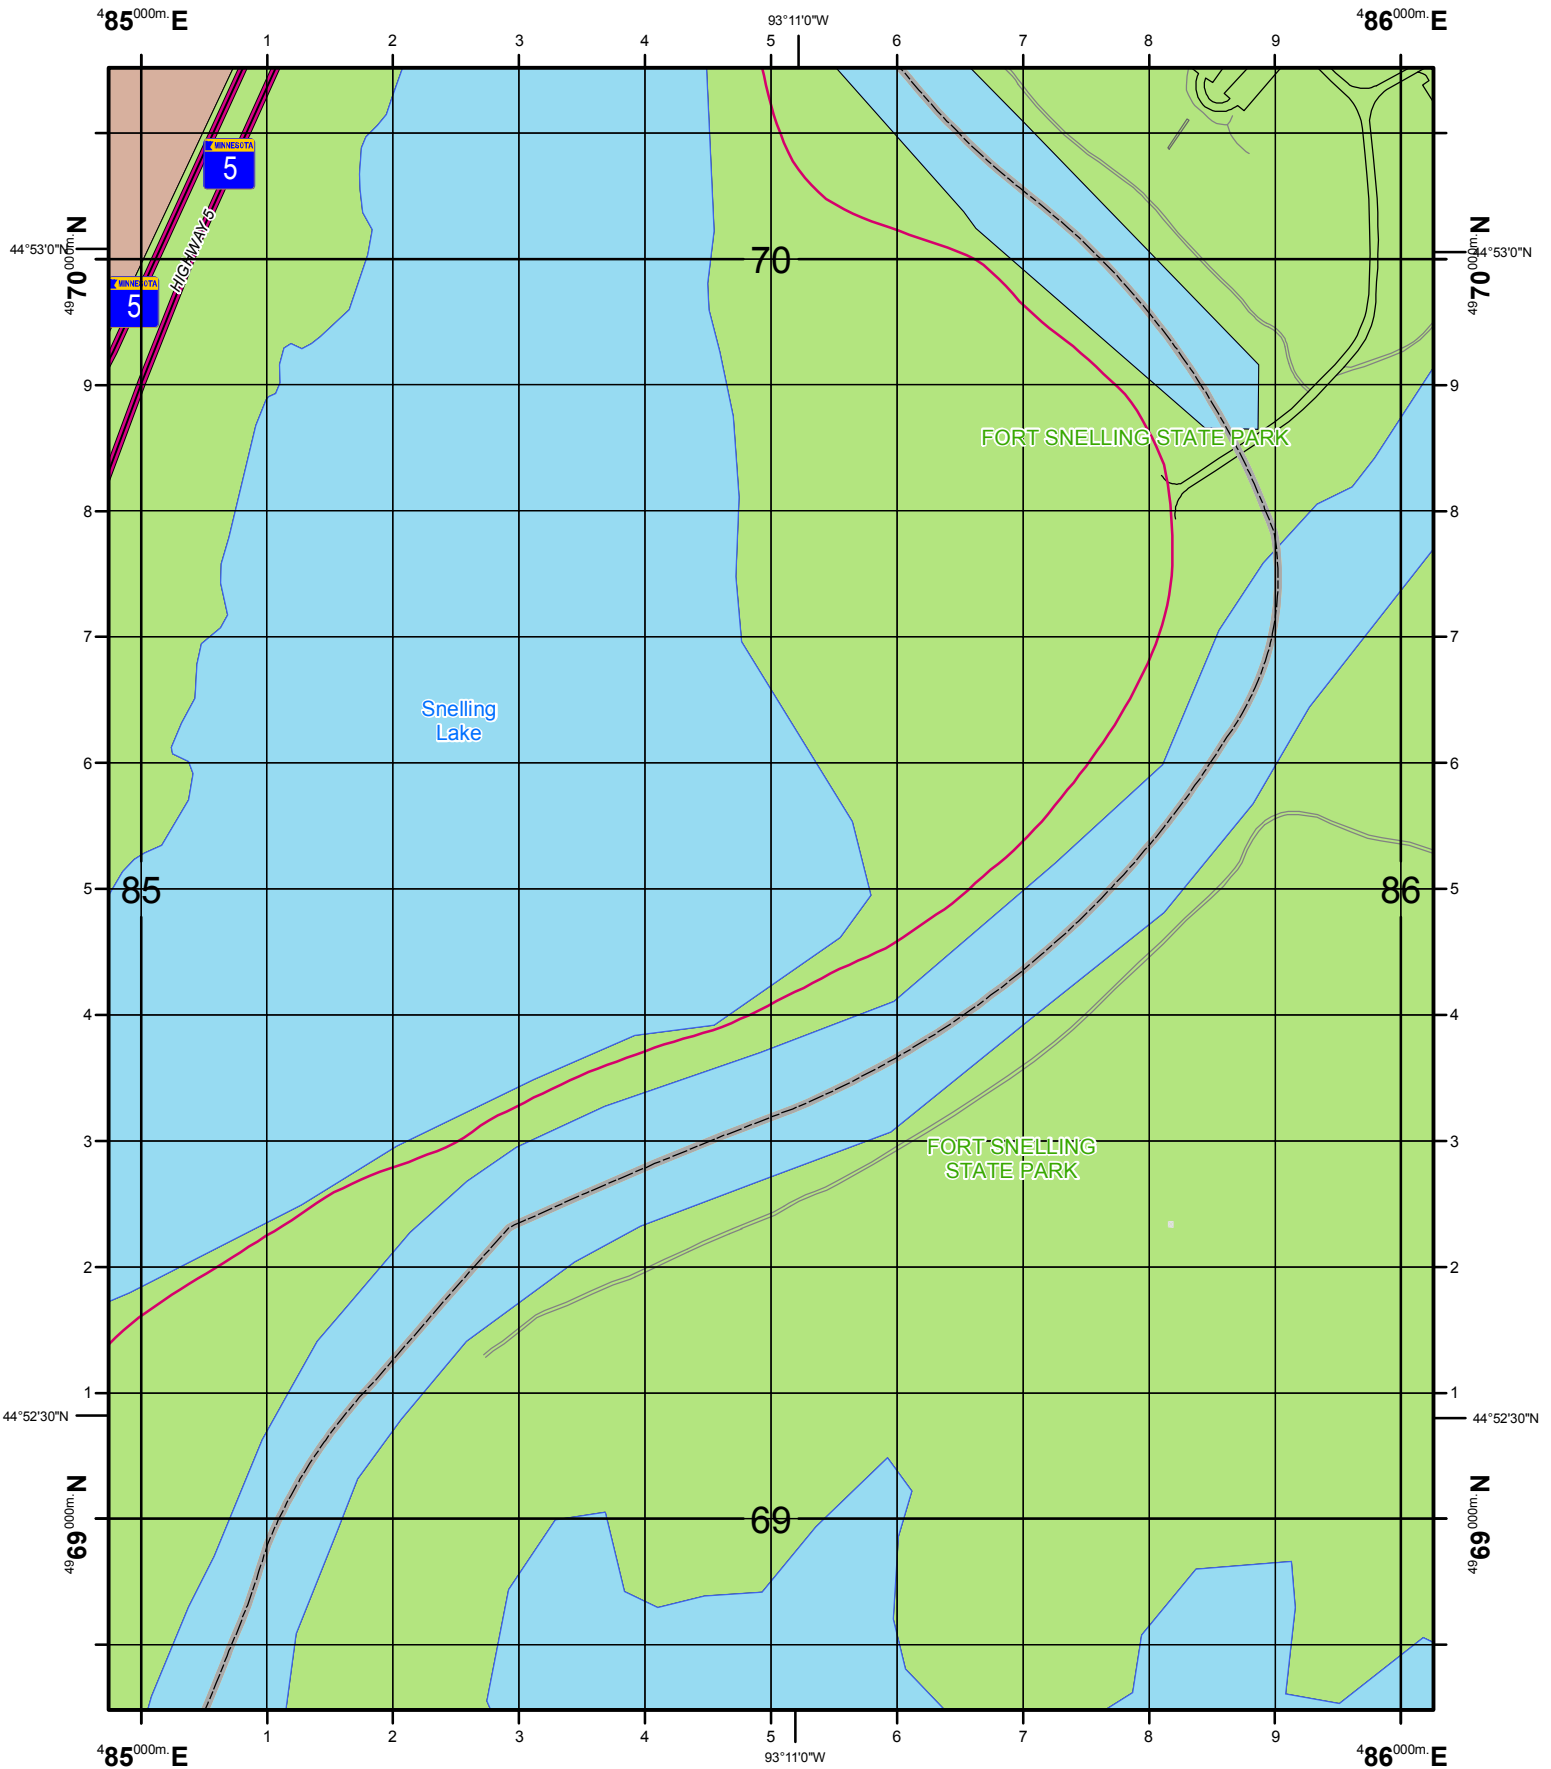 485000m.E
93°11'0"W
486000m.E
1 2 3 4 5 6 7 8 9
MINNESOTA
5
HIGHWAY 5
44°53'0"N
4970000m.N
70
44°53'0"N
4970000m.N
MINNESOTA
5
9 9
FORT SNELLING STATE PARK
8 8
7 7
Snelling
Lake
6 6
5 85 86 5
4 4
3 3
FORT SNELLING
STATE PARK
2 2
1 1
44°52'30"N 44°52'30"N
4969000m.N
69
4969000m.N
1 2 3 4 5 6 7 8 9
485000m.E
93°11'0"W
486000m.E